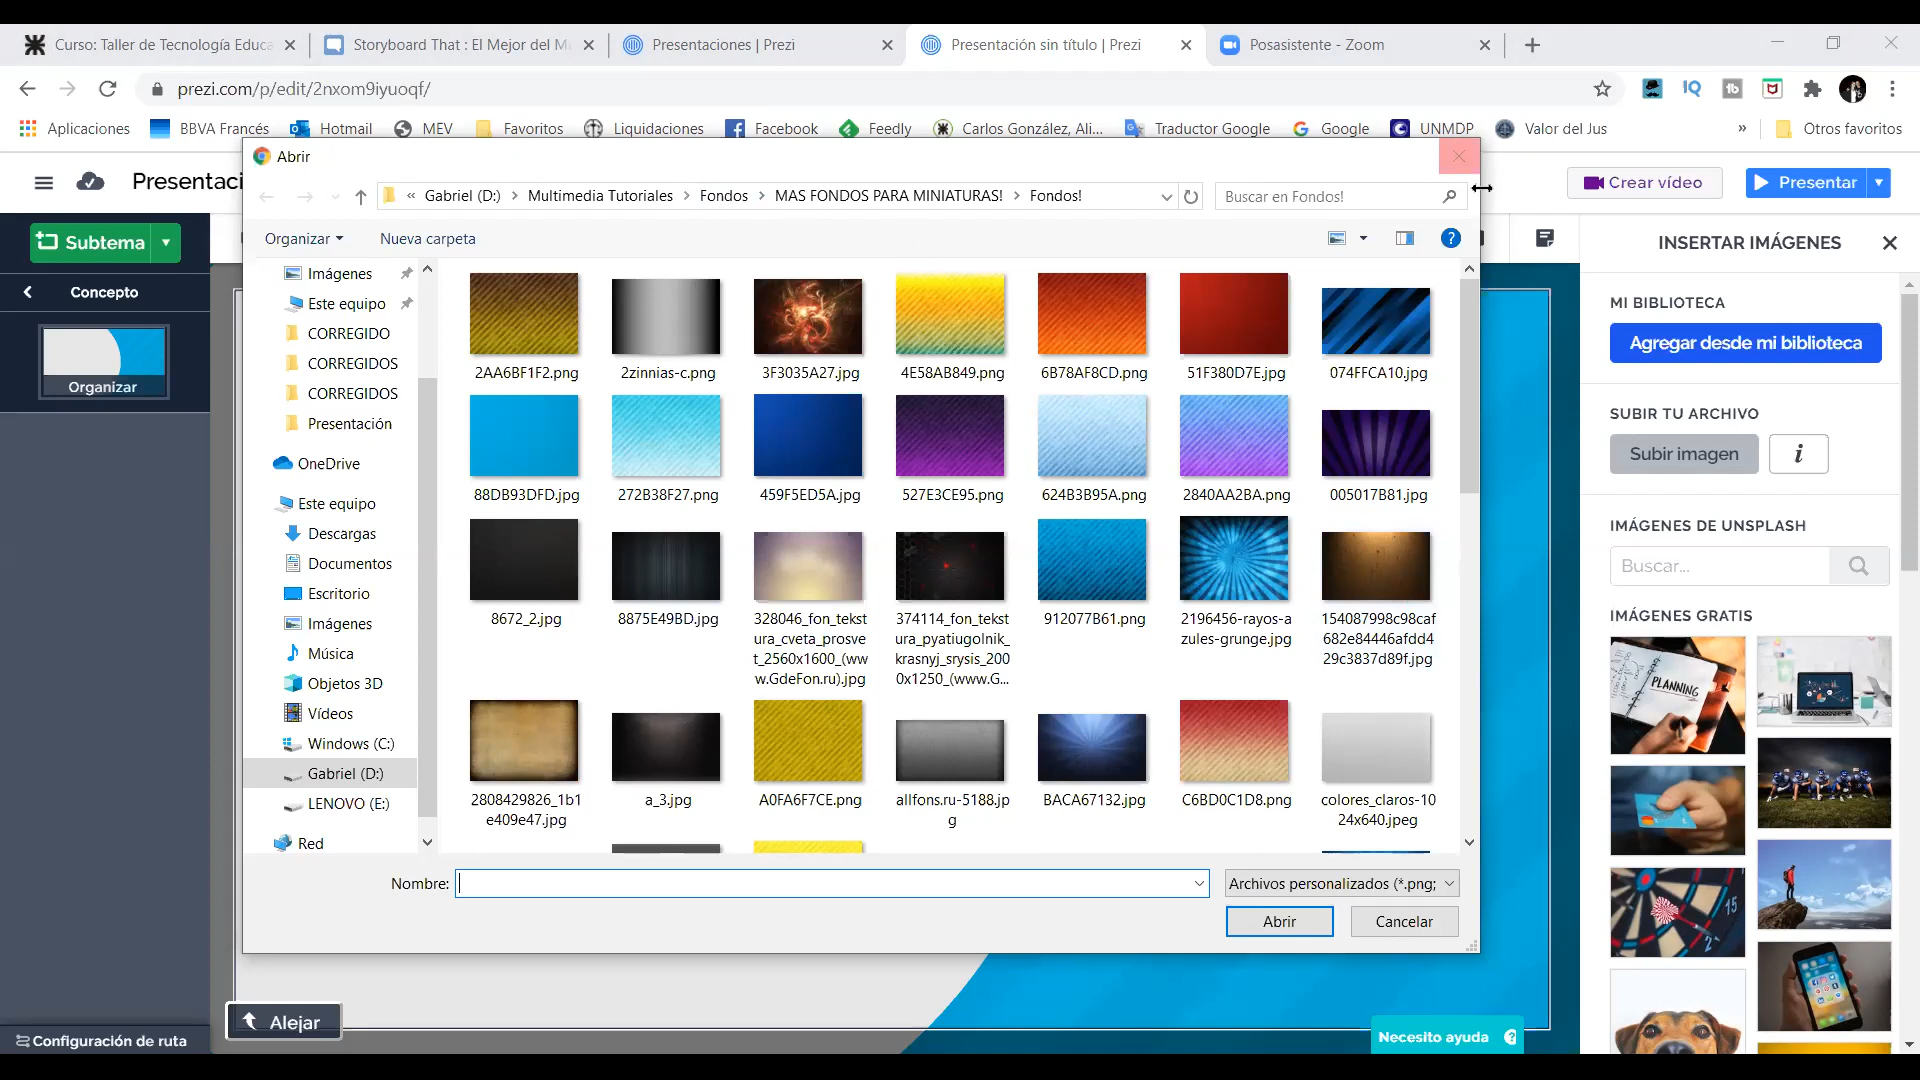 Curso: Taller de Tecnología Educa
Storyboard That : El Mejor del M
Presentaciones | Prezi
Presentación sin título | Prezi
Posasistente - Zoom
prezi.com/p/edit/2nxom9iyuoqf/
IQ
Aplicaciones
BBVA Francés
Hotmail
MEV
Favoritos
Liquidaciones
Facebook
Feedly
Carlos González, Ali...
Traductor Google
Google
UNMDP
Valor del Jus
»
Otros favoritos
Presentaci
Crear vídeo
Presentar
Abrir
« Gabriel (D:) > Multimedia Tutoriales > Fondos > MAS FONDOS PARA MINIATURAS! > Fondos!
Buscar en Fondos!
Organizar
Nueva carpeta
Subtema
Concepto
Organizar
Imágenes
Este equipo
CORREGIDO
CORREGIDOS
CORREGIDOS
Presentación
OneDrive
Este equipo
Descargas
Documentos
Escritorio
Imágenes
Música
Objetos 3D
Vídeos
Windows (C:)
Gabriel (D:)
LENOVO (E:)
Red
2AA6BF1F2.png
2zinnias-c.png
3F3035A27.jpg
4E58AB849.png
6B78AF8CD.png
51F380D7E.jpg
074FFCA10.jpg
88DB93DFD.jpg
272B38F27.png
459F5ED5A.jpg
527E3CE95.png
624B3B95A.png
2840AA2BA.png
005017B81.jpg
8672_2.jpg
8875E49BD.jpg
328046_fon_tekst
ura_cveta_prosve
t_2560x1600_(ww
w.GdeFon.ru).jpg
374114_fon_tekst
ura_pyatiugolnik_
krasnyj_srysis_200
0x1250_(www.G...
912077B61.png
2196456-rayos-a
zules-grunge.jpg
154087998c98caf
682e84446afdd4
29c3837d89f.jpg
2808429826_1b1
e409e47.jpg
a_3.jpg
A0FA6F7CE.png
allfons.ru-5188.jp
g
BACA67132.jpg
C6BD0C1D8.png
colores_claros-10
24x640.jpeg
Nombre:
Archivos personalizados (*.png;
Abrir
Cancelar
INSERTAR IMÁGENES
MI BIBLIOTECA
Agregar desde mi biblioteca
SUBIR TU ARCHIVO
Subir imagen
i
IMÁGENES DE UNSPLASH
Buscar...
IMÁGENES GRATIS
PLANNING
15
2
Alejar
Configuración de ruta
Necesito ayuda ?